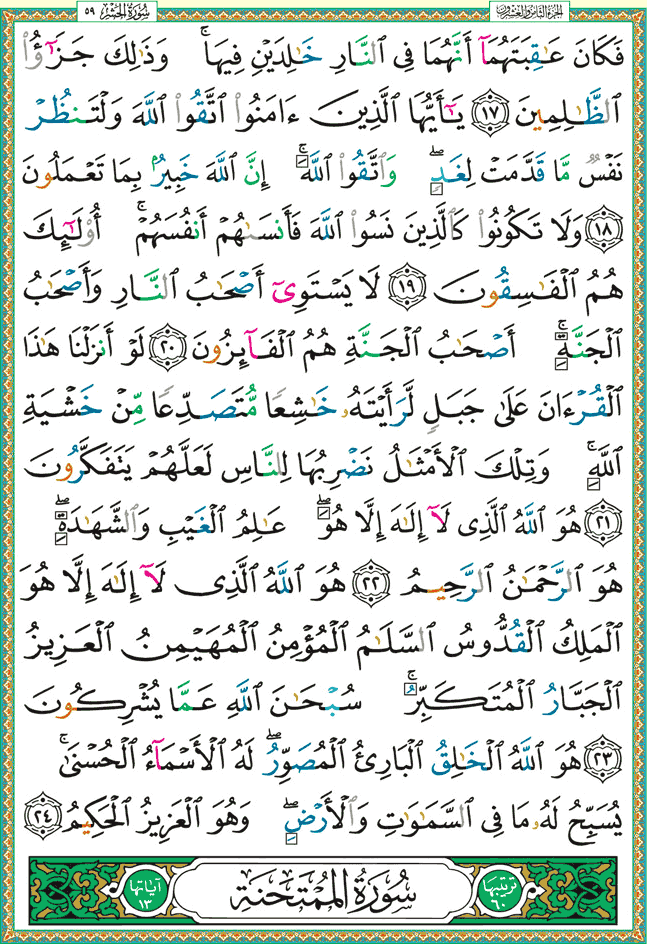 الجزء الثامن والعشرون
سورة الحشر ٥٩
فَكَانَ عَٰقِبَتَهُمَآ أَنَّهُمَا فِى ٱلنَّارِ خَٰلِدَيْنِ فِيهَا ۚ وَذَٰلِكَ جَزَٰٓؤُا۟
ٱلظَّٰلِمِينَ ١٧ يَٰٓأَيُّهَا ٱلَّذِينَ ءَامَنُوا۟ ٱتَّقُوا۟ ٱللَّهَ وَلْتَنظُرْ
نَفْسٌ مَّا قَدَّمَتْ لِغَدٍ ۖ وَٱتَّقُوا۟ ٱللَّهَ ۚ إِنَّ ٱللَّهَ خَبِيرٌۢ بِمَا تَعْمَلُونَ
١٨ وَلَا تَكُونُوا۟ كَٱلَّذِينَ نَسُوا۟ ٱللَّهَ فَأَنسَىٰهُمْ أَنفُسَهُمْ ۚ أُو۟لَٰٓئِكَ
هُمُ ٱلْفَٰسِقُونَ ١٩ لَا يَسْتَوِىٓ أَصْحَٰبُ ٱلنَّارِ وَأَصْحَٰبُ
ٱلْجَنَّةِ ۚ أَصْحَٰبُ ٱلْجَنَّةِ هُمُ ٱلْفَآئِزُونَ ٢٠ لَوْ أَنزَلْنَا هَٰذَا
ٱلْقُرْءَانَ عَلَىٰ جَبَلٍ لَّرَأَيْتَهُۥ خَٰشِعًا مُّتَصَدِّعًا مِّنْ خَشْيَةِ
ٱللَّهِ ۚ وَتِلْكَ ٱلْأَمْثَٰلُ نَضْرِبُهَا لِلنَّاسِ لَعَلَّهُمْ يَتَفَكَّرُونَ
٢١ هُوَ ٱللَّهُ ٱلَّذِى لَآ إِلَٰهَ إِلَّا هُوَ ۖ عَٰلِمُ ٱلْغَيْبِ وَٱلشَّهَٰدَةِ ۖ
هُوَ ٱلرَّحْمَٰنُ ٱلرَّحِيمُ ٢٢ هُوَ ٱللَّهُ ٱلَّذِى لَآ إِلَٰهَ إِلَّا هُوَ
ٱلْمَلِكُ ٱلْقُدُّوسُ ٱلسَّلَٰمُ ٱلْمُؤْمِنُ ٱلْمُهَيْمِنُ ٱلْعَزِيزُ
ٱلْجَبَّارُ ٱلْمُتَكَبِّرُ ۚ سُبْحَٰنَ ٱللَّهِ عَمَّا يُشْرِكُونَ
٢٣ هُوَ ٱللَّهُ ٱلْخَٰلِقُ ٱلْبَارِئُ ٱلْمُصَوِّرُ ۖ لَهُ ٱلْأَسْمَآءُ ٱلْحُسْنَىٰ ۚ
يُسَبِّحُ لَهُۥ مَا فِى ٱلسَّمَٰوَٰتِ وَٱلْأَرْضِ ۖ وَهُوَ ٱلْعَزِيزُ ٱلْحَكِيمُ ٢٤
ترتيبها ٦٠ سُورَةُ المُمْتَحنَةِ آياتها ١٣